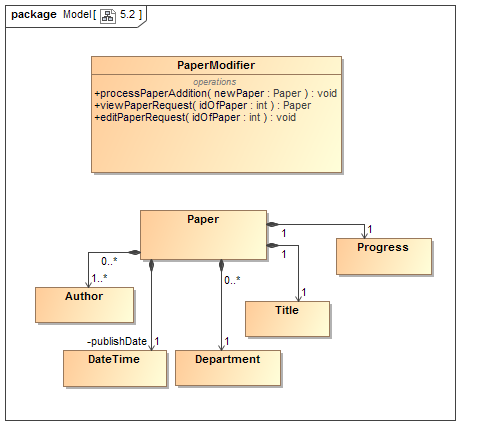 package Model [ 5.2 ]
PaperModifier
operations
+processPaperAddition( newPaper : Paper ) : void
+viewPaperRequest( idOfPaper : int ) : Paper
+editPaperRequest( idOfPaper : int ) : void
Paper
1
1
Progress
0..*
1..*
Author
0..*
1
1
Title
-publishDate
1
DateTime
1
Department